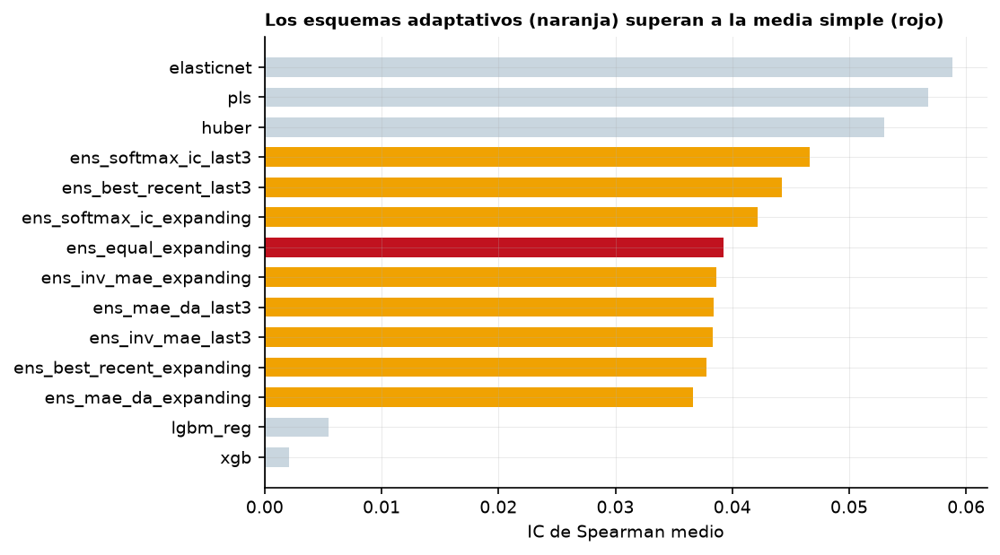 Los esquemas adaptativos (naranja) superan a la media simple (rojo)
elasticnet
pls
huber
ens_softmax_ic_last3
ens_best_recent_last3
ens_softmax_ic_expanding
ens_equal_expanding
ens_inv_mae_expanding
ens_mae_da_last3
ens_inv_mae_last3
ens_best_recent_expanding
ens_mae_da_expanding
lgbm_reg
xgb
0.00 0.01 0.02 0.03 0.04 0.05 0.06
IC de Spearman medio